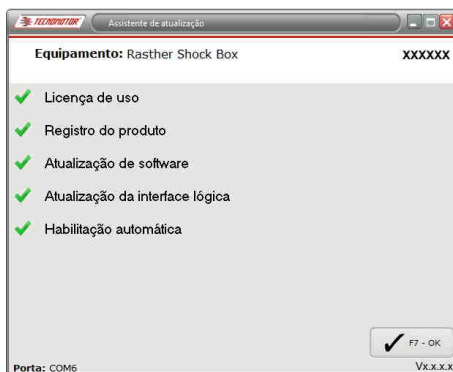 TECNOMOTOR Assistente de atualização
Equipamento: Rasther Shock Box XXXXXX
Licença de uso
Registro do produto
Atualização de software
Atualização da interface lógica
Habilitação automática
F7 - OK
Porta: COM6 Vx.x.x.x